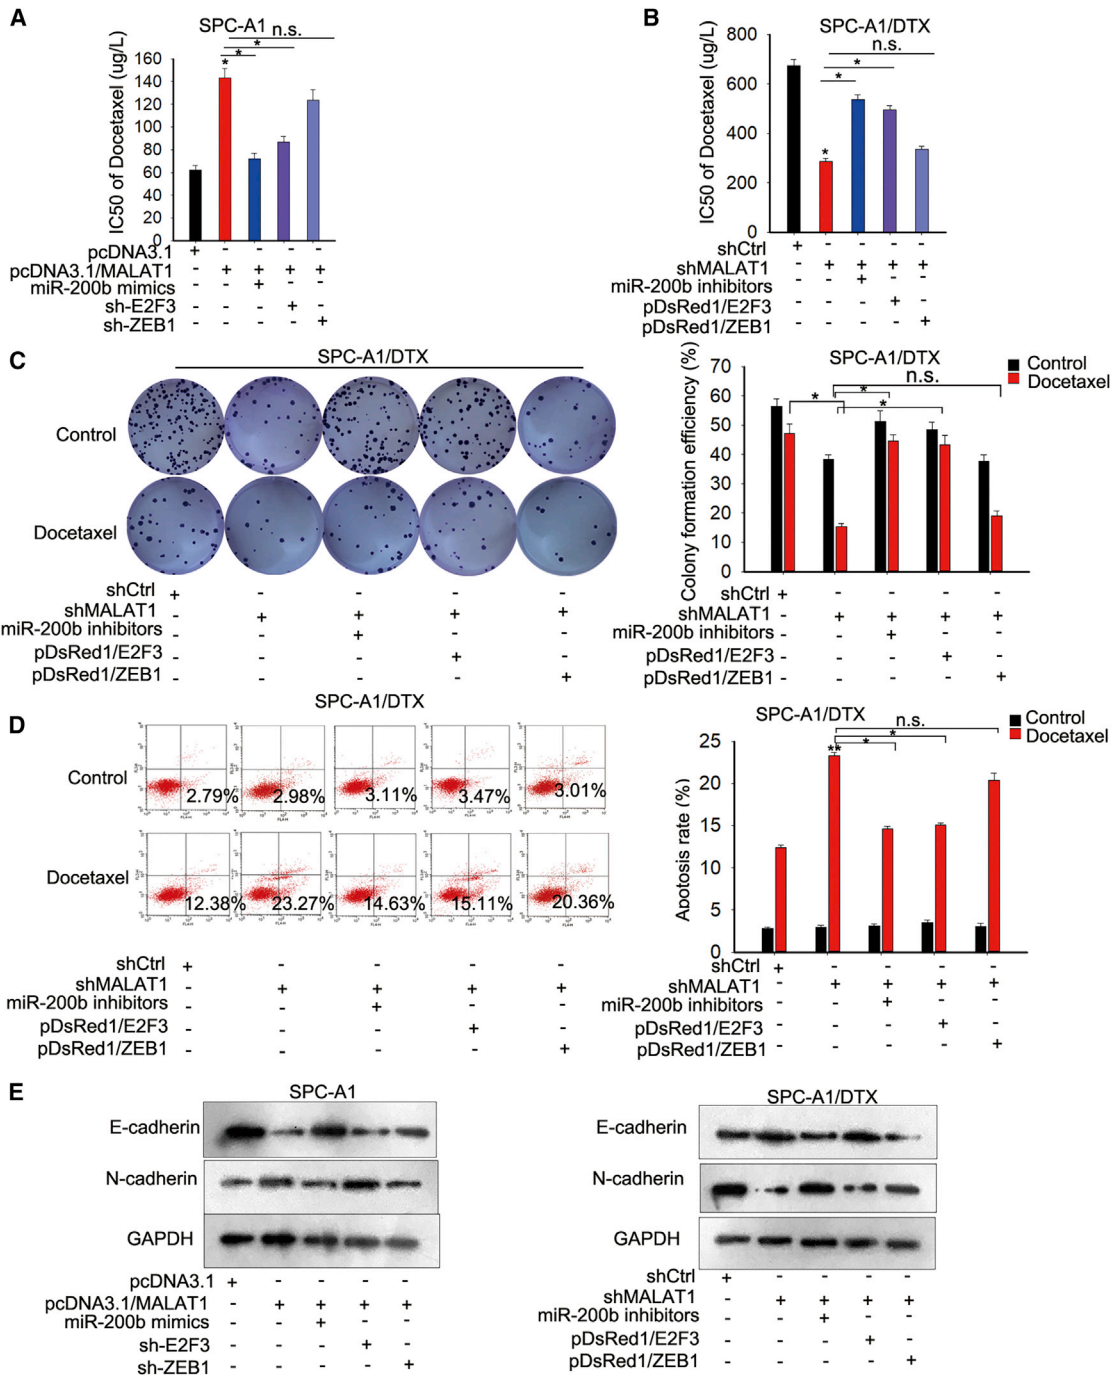 A
SPC-A1
n.s.
*
*
*
IC50 of Docetaxel (ug/L)
160
140
120
100
80
60
40
20
0
pcDNA3.1 + - - - -
pcDNA3.1/MALAT1 - + + + +
miR-200b mimics - - + - -
sh-E2F3 - - - + -
sh-ZEB1 - - - - +
B
SPC-A1/DTX
n.s.
*
*
*
IC50 of Docetaxel (ug/L)
800
600
400
200
0
shCtrl + - - - -
shMALAT1 - + + + +
miR-200b inhibitors - - + - -
pDsRed1/E2F3 - - - + -
pDsRed1/ZEB1 - - - - +
C
SPC-A1/DTX
Control
Docetaxel
shCtrl + - - - -
shMALAT1 - + + + +
miR-200b inhibitors - - + - -
pDsRed1/E2F3 - - - + -
pDsRed1/ZEB1 - - - - +
SPC-A1/DTX
Control
Docetaxel
n.s.
* * *
Colony formation efficiency (%)
70
60
50
40
30
20
10
0
shCtrl + - - - -
shMALAT1 - + + + +
miR-200b inhibitors - - + - -
pDsRed1/E2F3 - - - + -
pDsRed1/ZEB1 - - - - +
D
SPC-A1/DTX
Control
2.79% 2.98% 3.11% 3.47% 3.01%
Docetaxel
12.38% 23.27% 14.63% 15.11% 20.36%
shCtrl + - - - -
shMALAT1 - + + + +
miR-200b inhibitors - - + - -
pDsRed1/E2F3 - - - + -
pDsRed1/ZEB1 - - - - +
SPC-A1/DTX
Control
Docetaxel
n.s.
*
** *
Apotosis rate (%)
25
20
15
10
5
0
shCtrl + - - - -
shMALAT1 - + + + +
miR-200b inhibitors - - + - -
pDsRed1/E2F3 - - - + -
pDsRed1/ZEB1 - - - - +
E
SPC-A1
E-cadherin
N-cadherin
GAPDH
pcDNA3.1 + - - - -
pcDNA3.1/MALAT1 - + + + +
miR-200b mimics - - + - -
sh-E2F3 - - - + -
sh-ZEB1 - - - - +
SPC-A1/DTX
E-cadherin
N-cadherin
GAPDH
shCtrl + - - - -
shMALAT1 - + + + +
miR-200b inhibitors - - + - -
pDsRed1/E2F3 - - - + -
pDsRed1/ZEB1 - - - - +